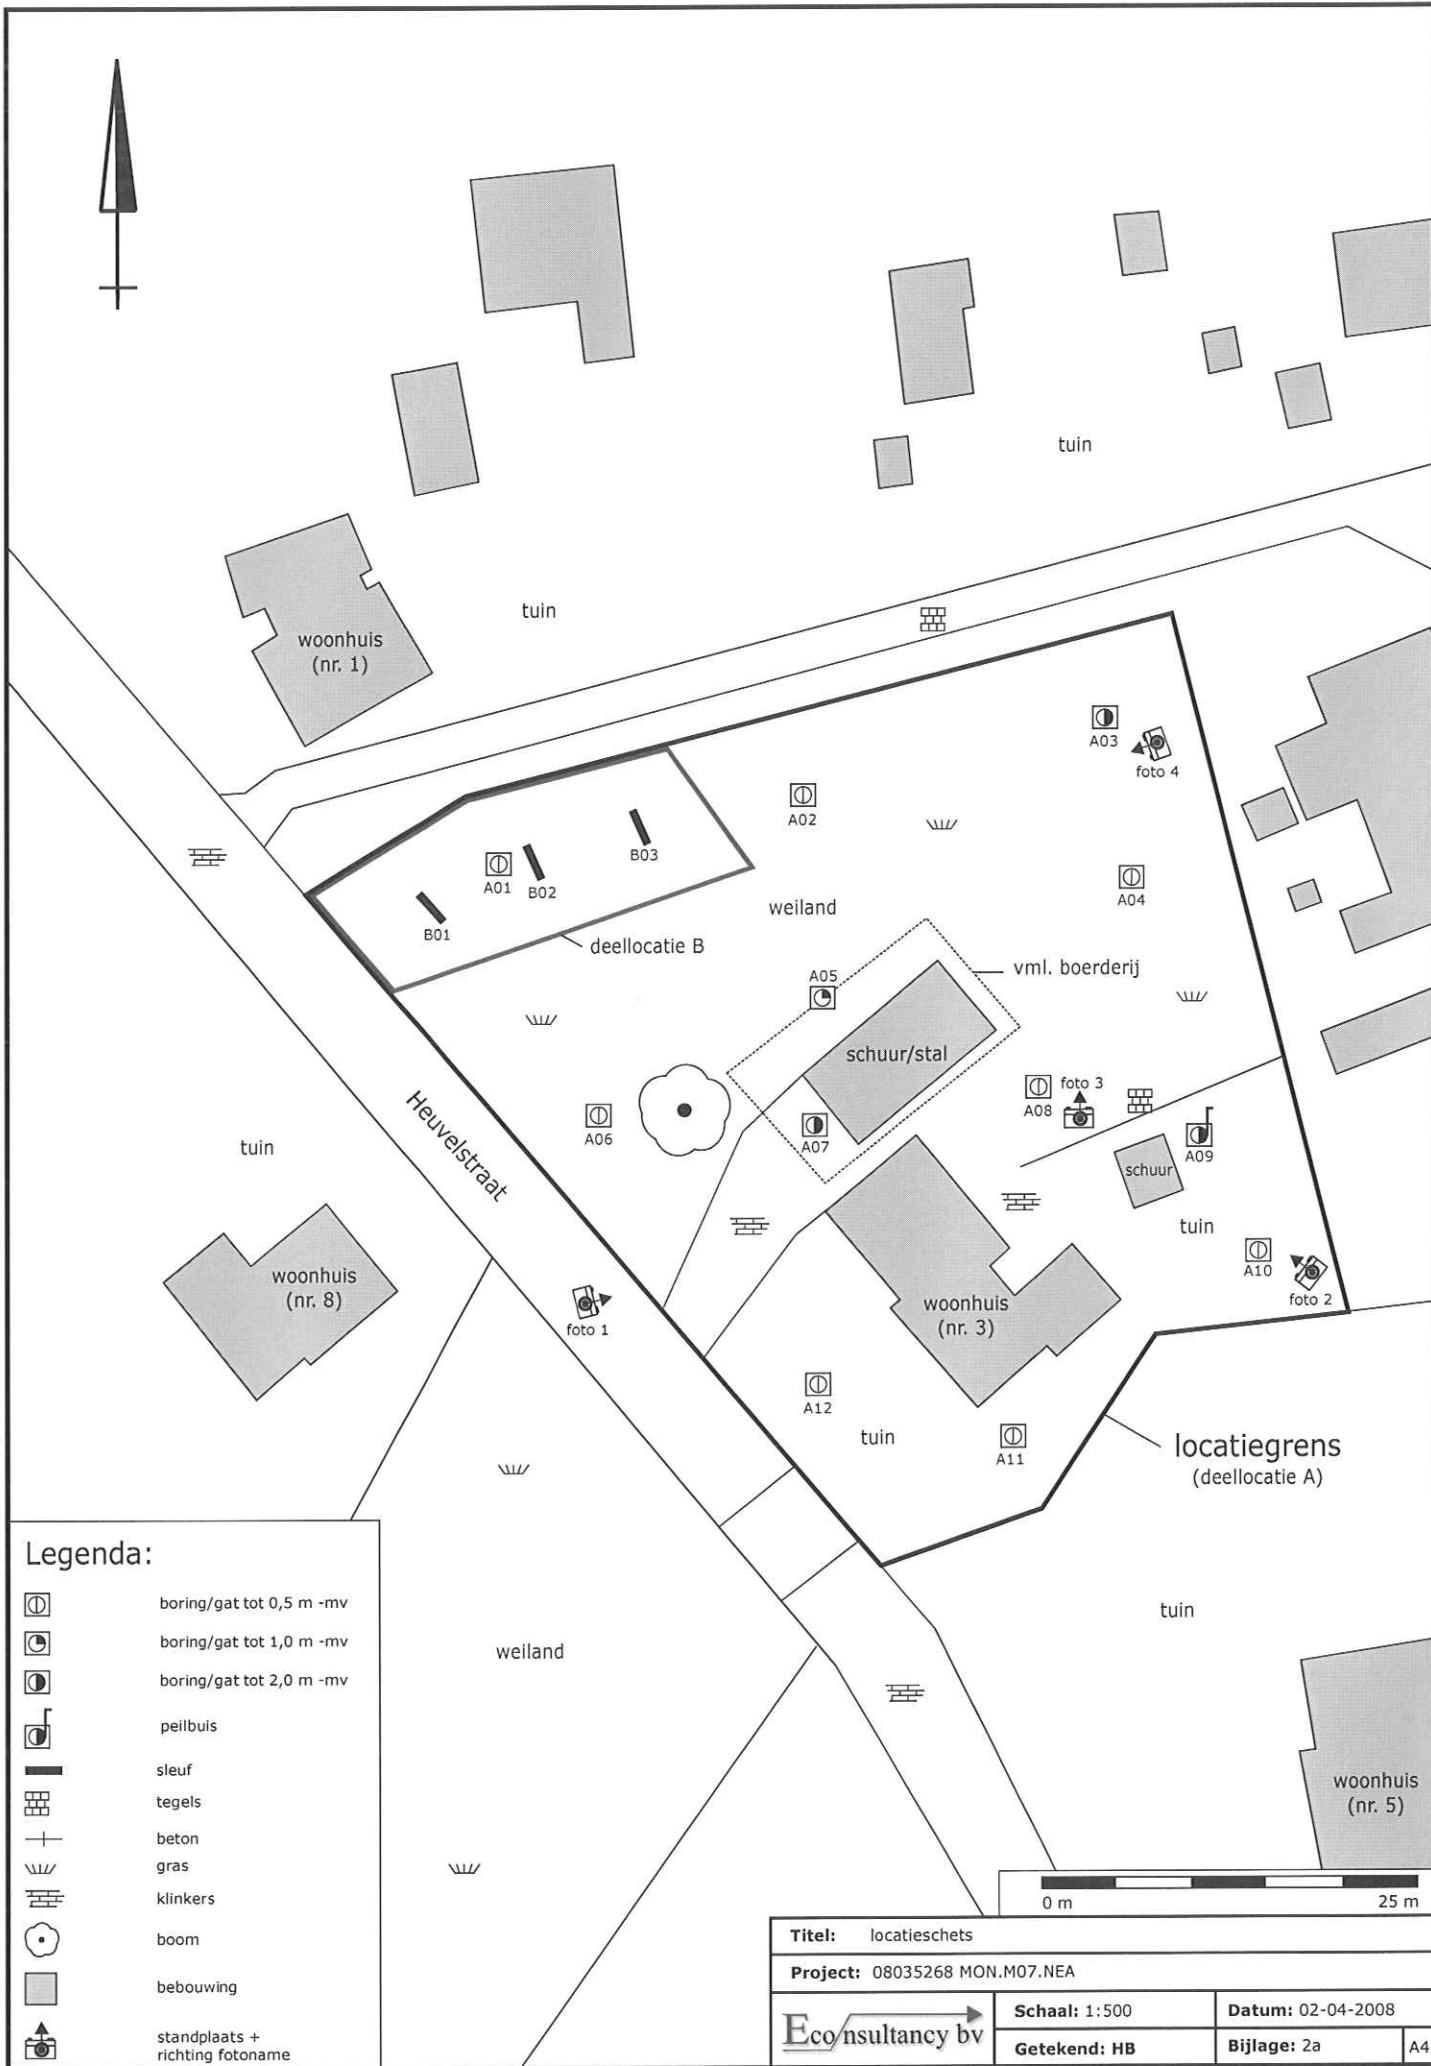 tuin
tuin
woonhuis
(nr. 1)
A03
foto 4
A02
B03
A01
B02
A04
B01
weiland
deellocatie B
vml. boerderij
A05
schuur/stal
foto 3
A08
A06
A07
A09
Heuvelstraat
tuin
schuur
tuin
A10
foto 2
woonhuis
(nr. 8)
foto 1
woonhuis
(nr. 3)
A12
tuin
A11
locatiegrens
(deellocatie A)
tuin
weiland
woonhuis
(nr. 5)
Legenda:
boring/gat tot 0,5 m -mv
boring/gat tot 1,0 m -mv
boring/gat tot 2,0 m -mv
peilbuis
sleuf
tegels
beton
gras
klinkers
boom
bebouwing
standplaats +
richting fotoname
0 m 25 m
Titel: locatieschets
Project: 08035268 MON.M07.NEA
Econsultancy bv
Schaal: 1:500
Datum: 02-04-2008
Getekend: HB
Bijlage: 2a
A4